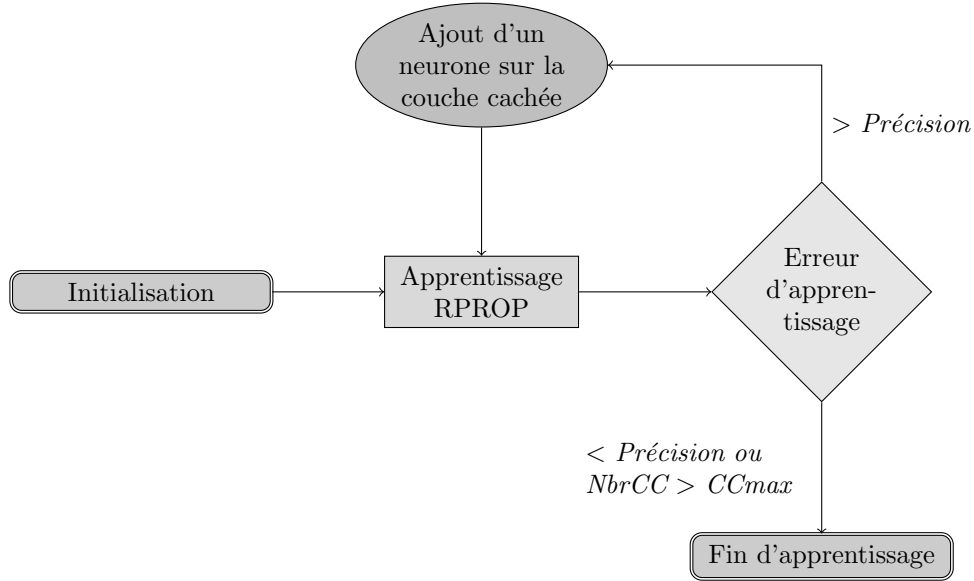 Ajout d'un
neurone sur la
couche cachée
> Précision
Initialisation
Apprentissage
RPROP
Erreur
d'appren-
tissage
< Précision ou
NbrCC > CCmax
Fin d'apprentissage